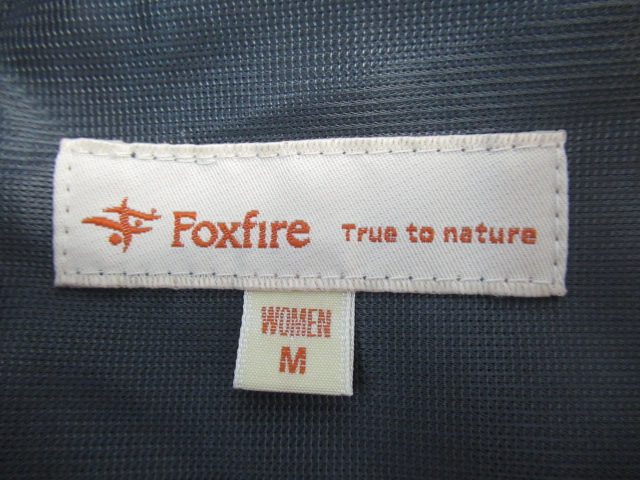 Foxfire True to nature
WOMEN
M